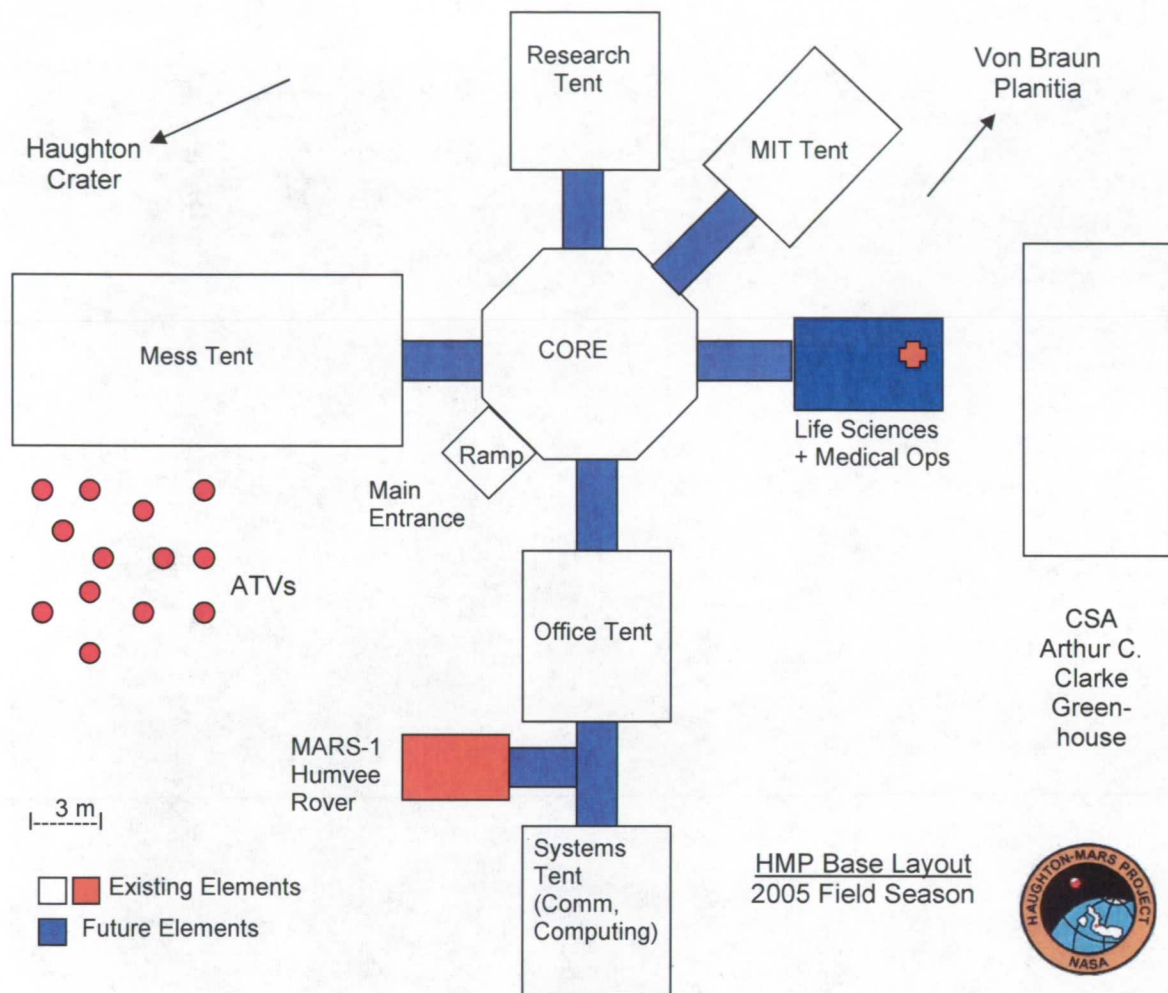 Research
Tent
Von Braun
Planitia
MIT Tent
Haughton
Crater
Mess Tent
CORE
Life Sciences
+ Medical Ops
Ramp
Main
Entrance
ATVs
Office Tent
CSA
Arthur C.
Clarke
Green-
house
MARS-1
Humvee
Rover
3 m
Systems
Tent
(Comm,
Computing)
HMP Base Layout
2005 Field Season
Existing Elements
Future Elements
HAUGHTON-MARS PROJECT
NASA